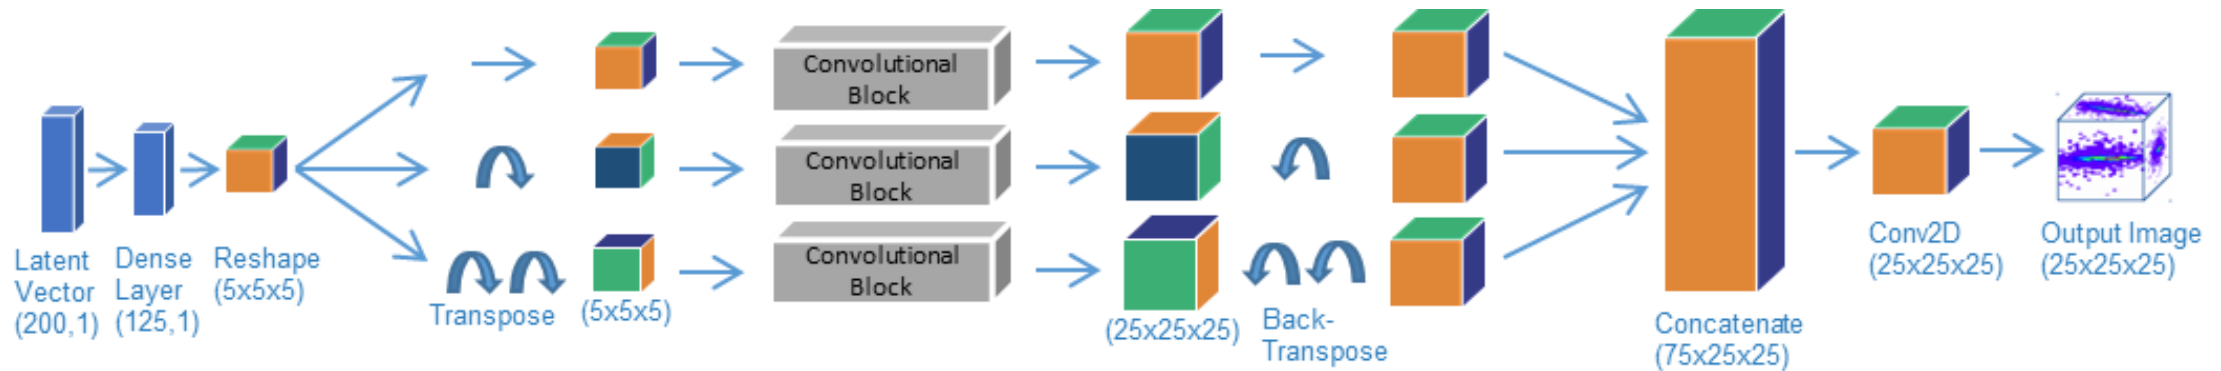 Latent
Vector
(200,1)
Dense
Layer
(125,1)
Reshape
(5x5x5)
Transpose
(5x5x5)
Convolutional
Block
Convolutional
Block
Convolutional
Block
(25x25x25)
Back-
Transpose
Concatenate
(75x25x25)
Conv2D
(25x25x25)
Output Image
(25x25x25)